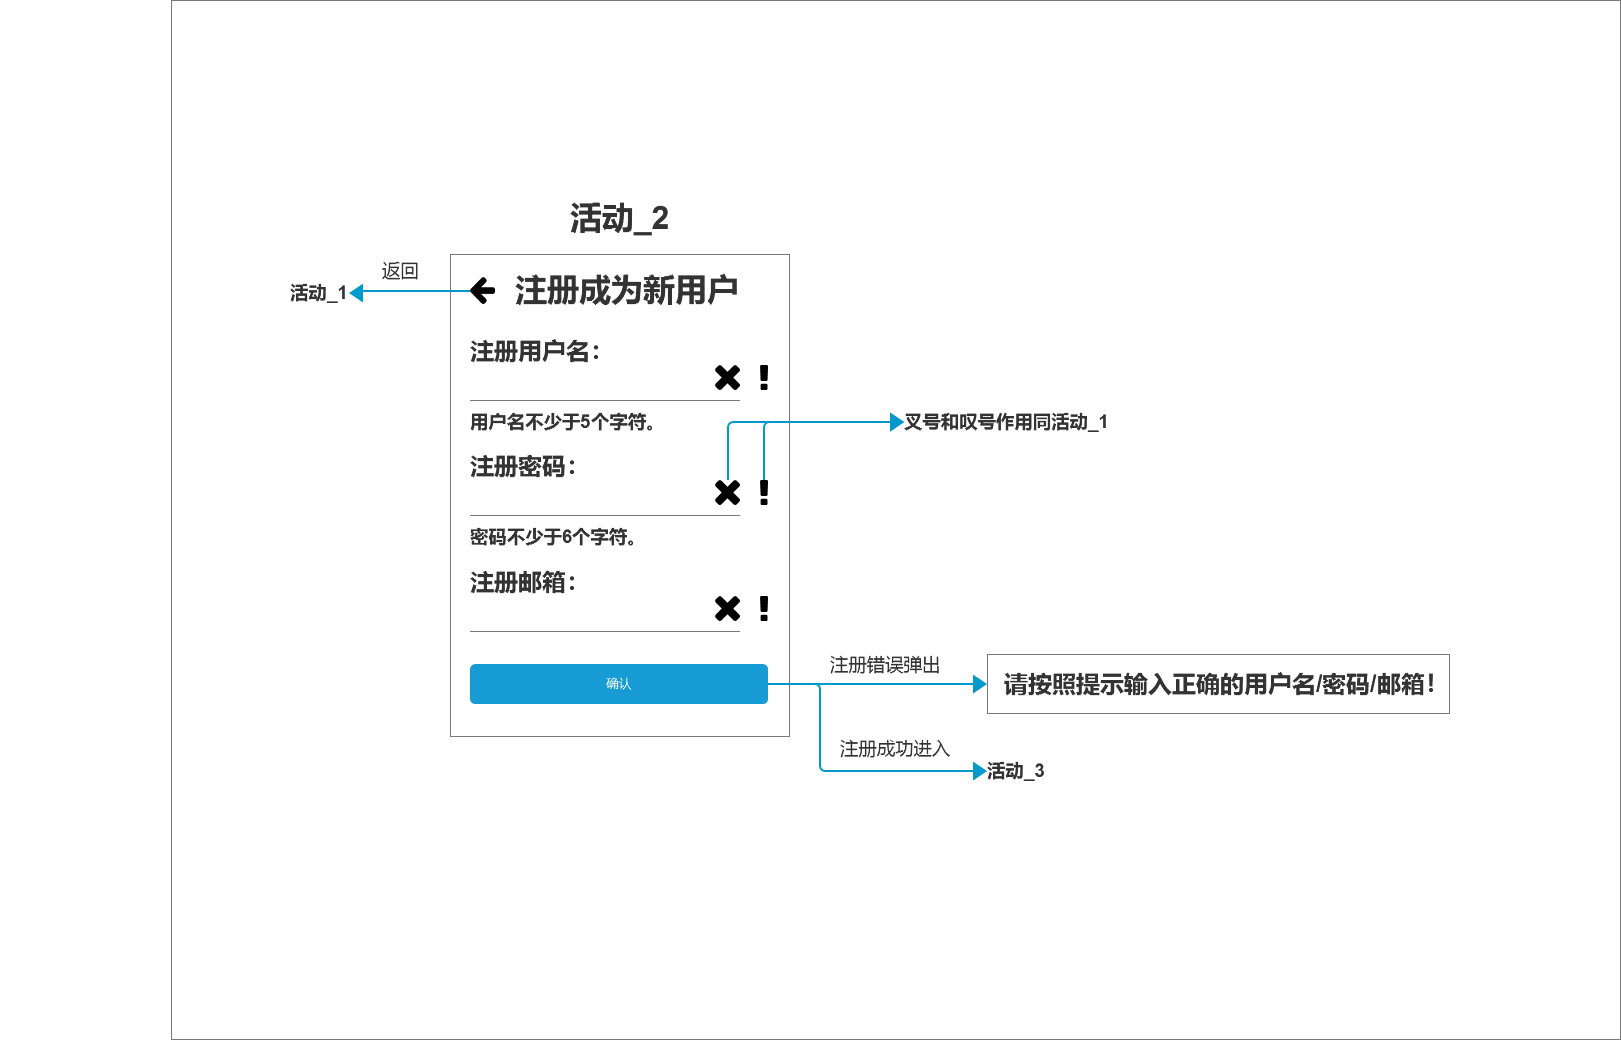 活动_2
返回
活动_1
注册成为新用户
注册用户名：
用户名不少于5个字符。
叉号和叹号作用同活动_1
注册密码：
密码不少于6个字符。
注册邮箱：
确认
注册错误弹出
请按照提示输入正确的用户名/密码/邮箱！
注册成功进入
活动_3